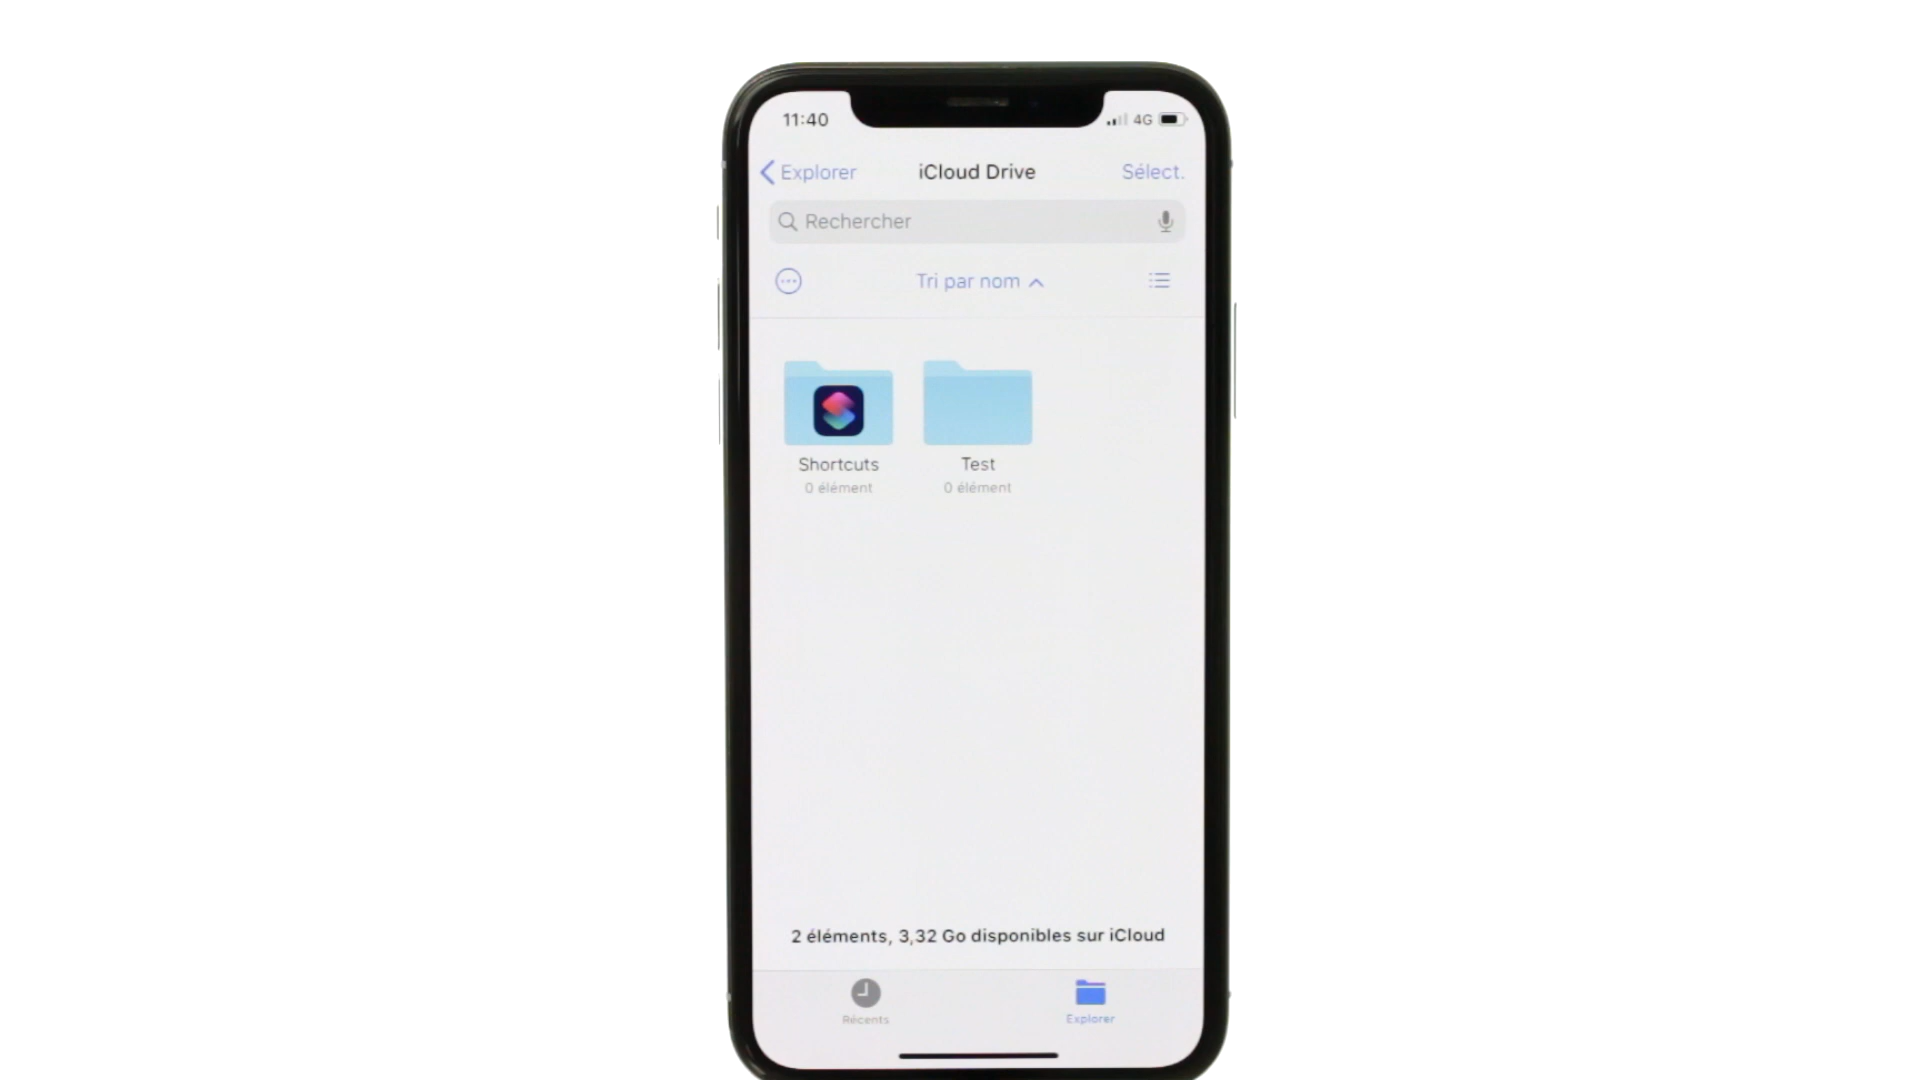 11:40 4G
Explorer iCloud Drive Sélect.
Rechercher
Tri par nom
Shortcuts Test
0 élément 0 élément
2 éléments, 3,32 Go disponibles sur iCloud
Récents Explorer